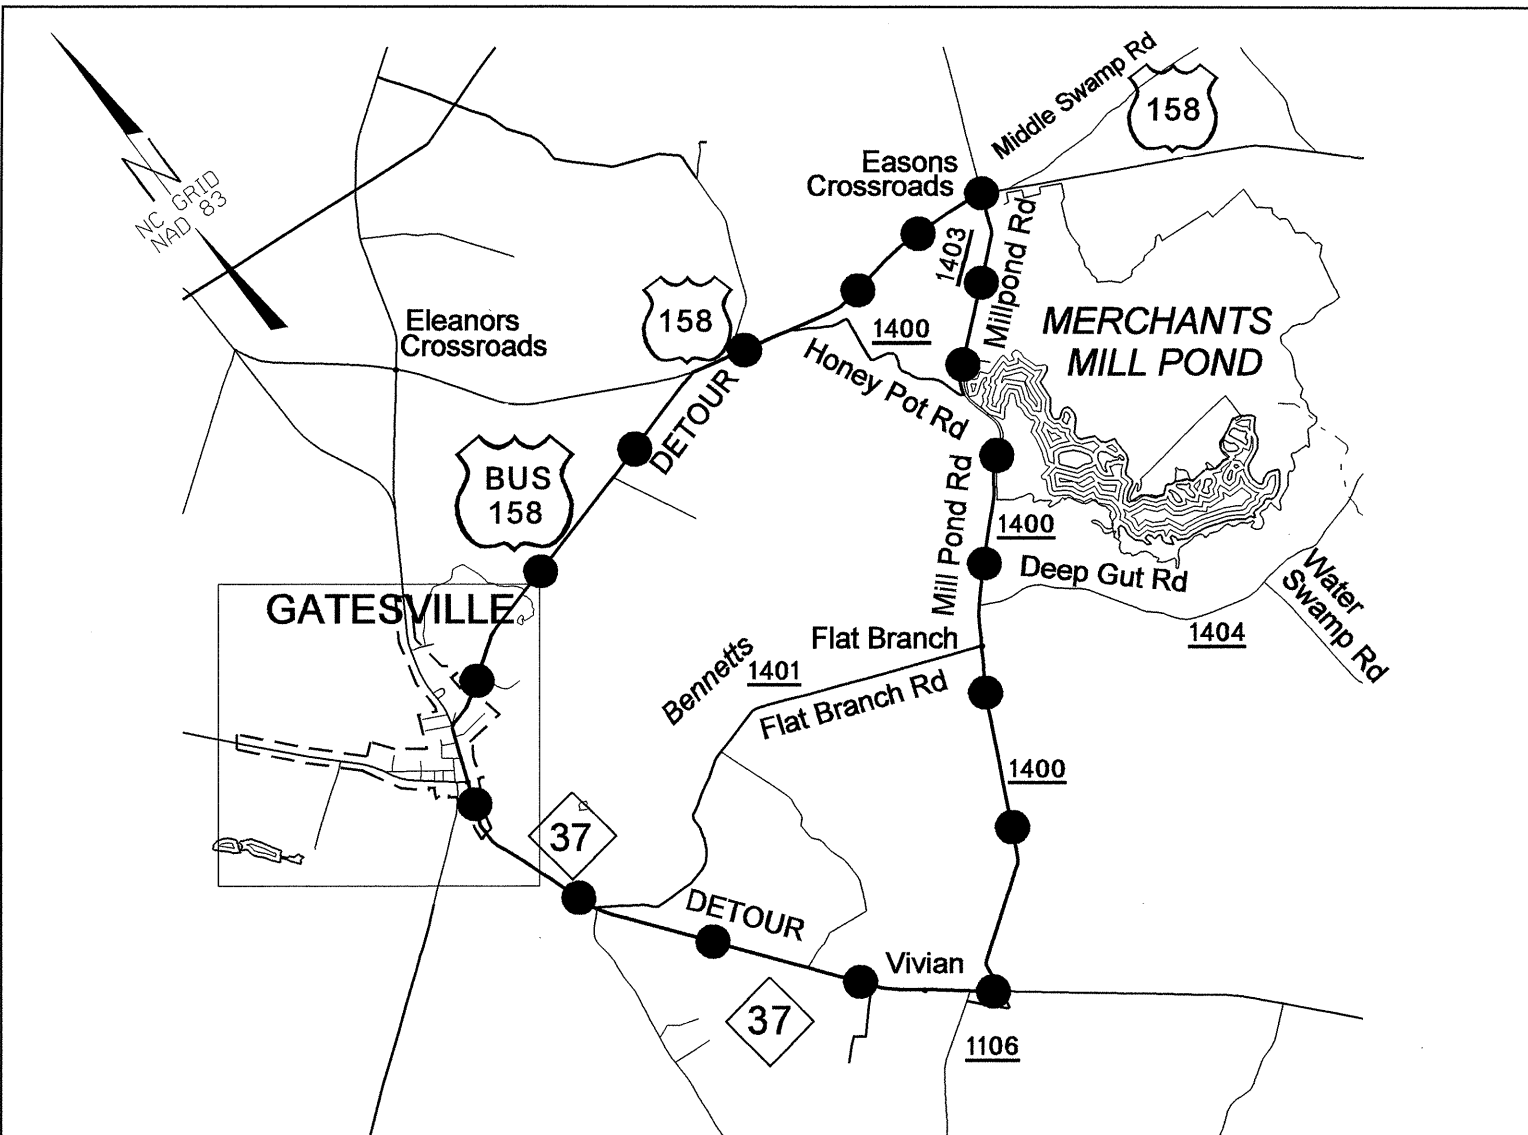 Middle Swamp Rd
158
Easons
Crossroads
N
NC GRID
NAD 83
1403
Millpond Rd
MERCHANTS
MILL POND
158
Eleanors
Crossroads
1400
Honey Pot Rd
DETOUR
BUS
158
Mill Pond Rd
1400
Deep Gut Rd
Water
Swamp Rd
GATESVILLE
Flat Branch
1404
Bennetts
1401
Flat Branch Rd
1400
37
DETOUR
Vivian
37
1106